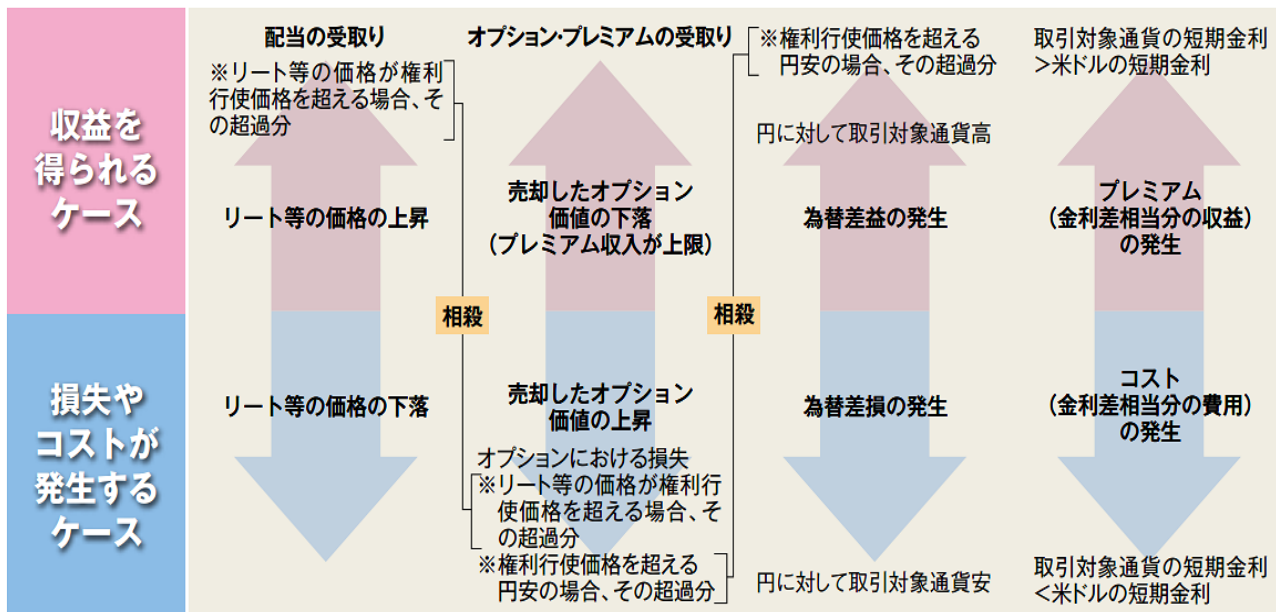 収益を
得られる
ケース
配当の受取り
※リート等の価格が権利
行使価格を超える場合、そ
の超過分
リート等の価格の上昇
オプション・プレミアムの受取り
売却したオプション
価値の下落
（プレミアム収入が上限）
※権利行使価格を超える
円安の場合、その超過分
円に対して取引対象通貨高
為替差益の発生
取引対象通貨の短期金利
＞米ドルの短期金利
プレミアム
（金利差相当分の収益）
の発生
相殺
相殺
損失や
コストが
発生する
ケース
リート等の価格の下落
売却したオプション
価値の上昇
オプションにおける損失
※リート等の価格が権利行
使価格を超える場合、そ
の超過分
※権利行使価格を超える
円安の場合、その超過分
為替差損の発生
円に対して取引対象通貨安
コスト
（金利差相当分の費用）
の発生
取引対象通貨の短期金利
＜米ドルの短期金利